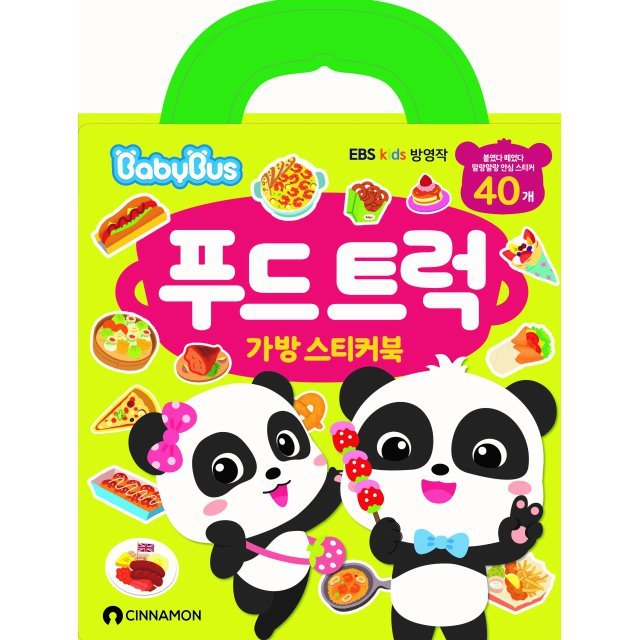 BabyBus
EBS kids 방영작
붙였다 떼었다
말랑말랑 안심 스티커
40개
푸드트럭
가방 스티커북
CINNAMON